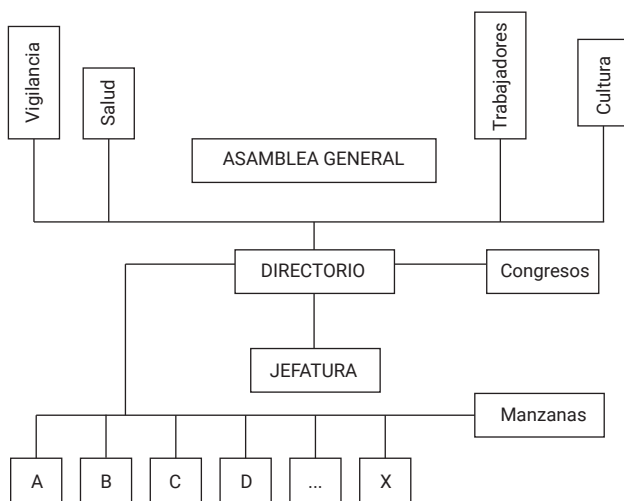 Vigilancia
Salud
Trabajadores
Cultura
ASAMBLEA GENERAL
DIRECTORIO
Congresos
JEFATURA
Manzanas
A
B
C
D
...
X